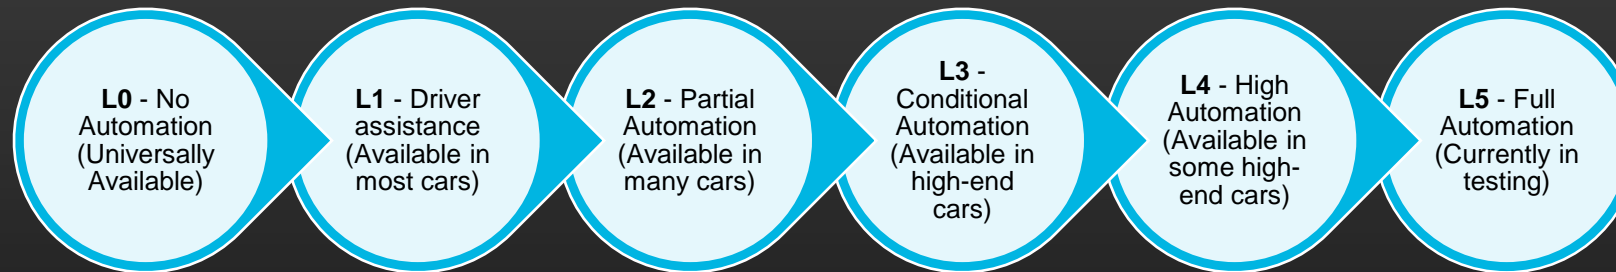 L0 - No
Automation
(Universally
Available)
L1 - Driver
assistance
(Available in
most cars)
L2 - Partial
Automation
(Available in
many cars)
L3 -
Conditional
Automation
(Available in
high-end
cars)
L4 - High
Automation
(Available in
some high-
end cars)
L5 - Full
Automation
(Currently in
testing)